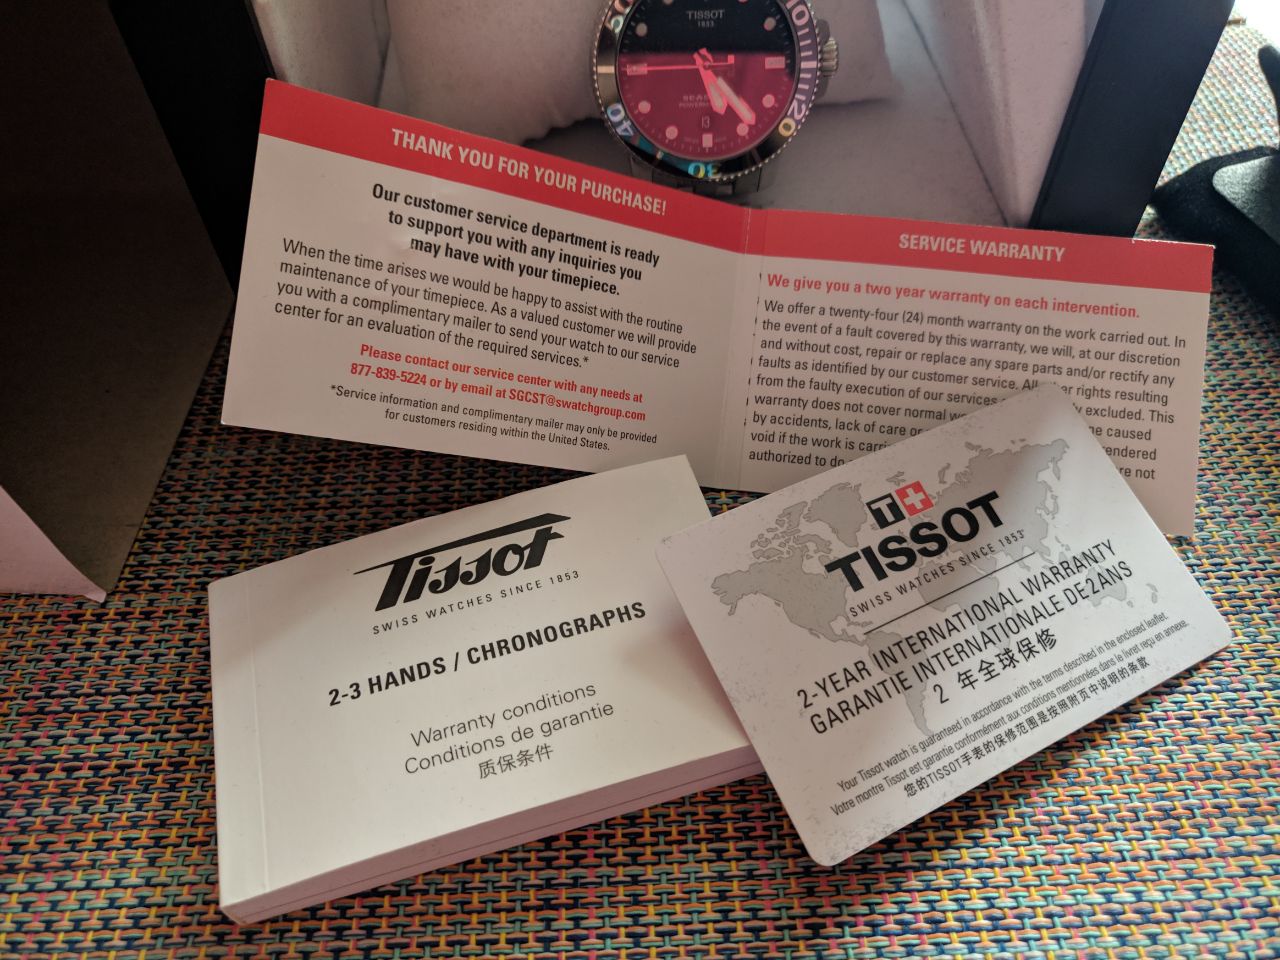 TISSOT
1853
50
10
20
30
40
13
THANK YOU FOR YOUR PURCHASE!
Our customer service department is ready
to support you with any inquiries you
may have with your timepiece.
When the time arises we would be happy to assist with the routine
maintenance of your timepiece. As a valued customer we will provide
you with a complimentary mailer to send your watch to our service
center for an evaluation of the required services.*
Please contact our service center with any needs at
877-839-5224 or by email at SGCST@swatchgroup.com
*Service information and complimentary mailer may only be provided
for customers residing within the United States.
SERVICE WARRANTY
We give you a two year warranty on each intervention.
We offer a twenty-four (24) month warranty on the work carried out. In
the event of a fault covered by this warranty, we will, at our discretion
and without cost, repair or replace any spare parts and/or rectify any
faults as identified by our customer service. All rights resulting
from the faulty execution of our services excluded. This
warranty does not cover normal caused
by accidents, lack of care or
void if the work is
authorized to do not
Tissot
SWISS WATCHES SINCE 1853
2-3 HANDS / CHRONOGRAPHS
Warranty conditions
Conditions de garantie
质保条件
T+
TISSOT
SWISS WATCHES SINCE 1853
2-YEAR INTERNATIONAL WARRANTY
GARANTIE INTERNATIONALE DE 2 ANS
2 年全球保修
Your Tissot watch is guaranteed in accordance with the terms described in the enclosed leaflet.
Votre montre Tissot est garantie conformément aux conditions mentionnées dans le livret reçu en annexe.
您的TISSOT手表的保修范围是按照附页中说明的条款